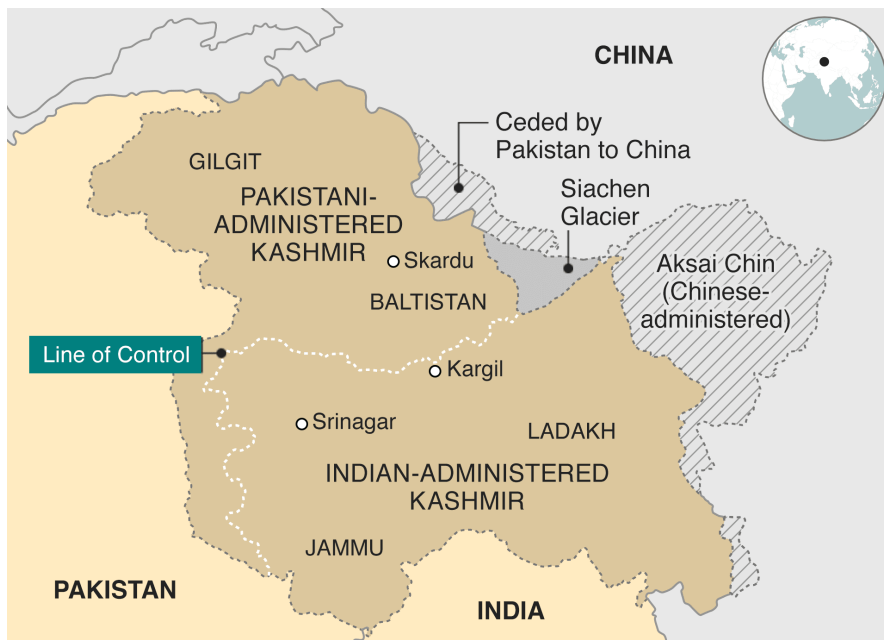 CHINA
Ceded by
Pakistan to China
GILGIT
Siachen
Glacier
PAKISTANI-
ADMINISTERED
KASHMIR
Skardu
Aksai Chin
(Chinese-
administered)
BALTISTAN
Line of Control
Kargil
Srinagar
LADAKH
INDIAN-ADMINISTERED
KASHMIR
JAMMU
PAKISTAN
INDIA